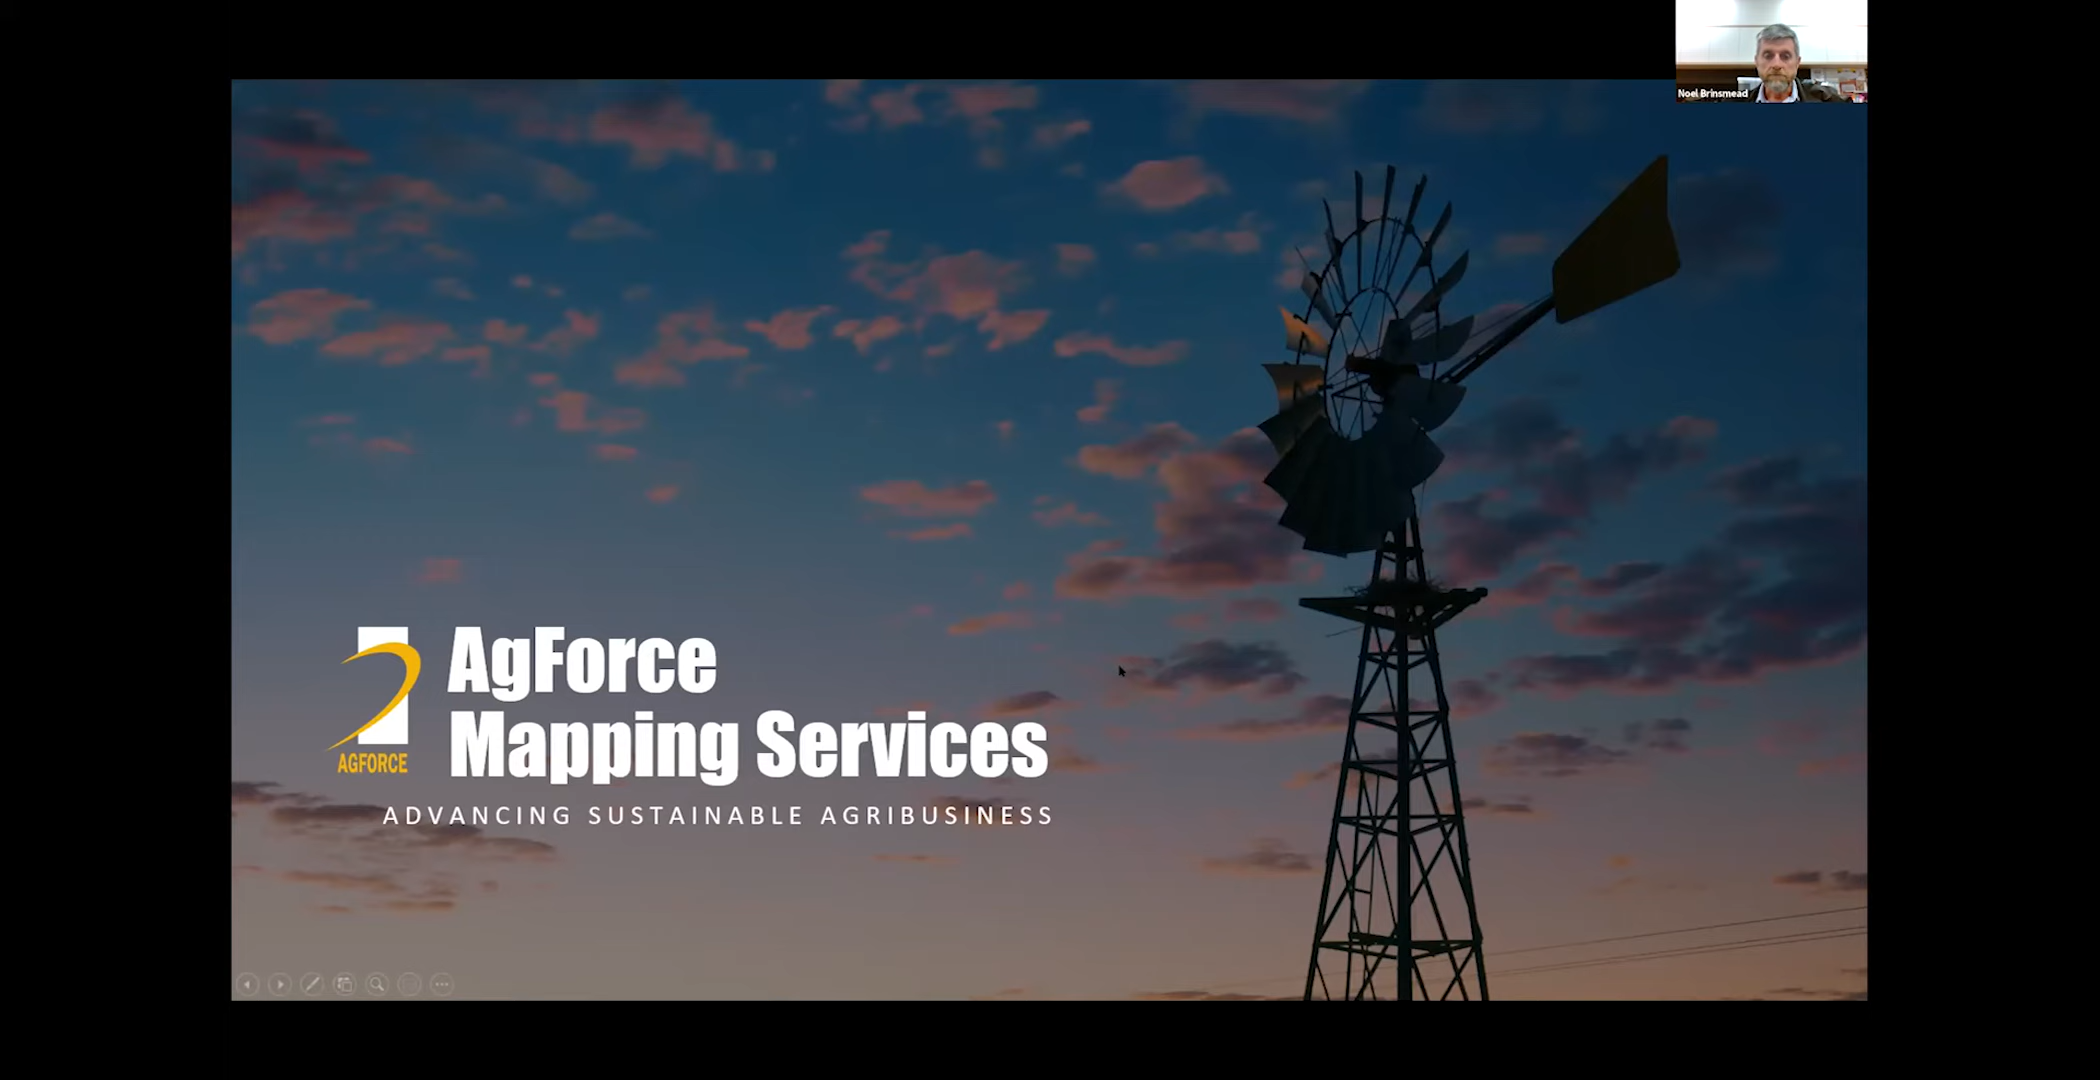 Noel Brinsmead
AgForce
Mapping Services
AGFORCE
ADVANCING SUSTAINABLE AGRIBUSINESS